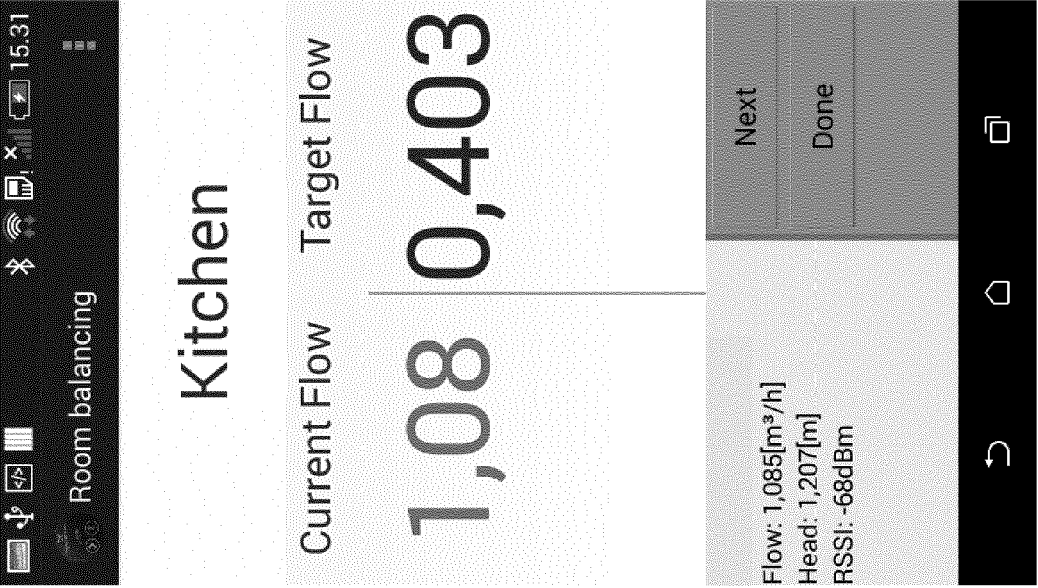 15.31
Room balancing
Kitchen
Current Flow Target Flow
1,08 0,403
Flow: 1,085[m³/h]
Head: 1,207[m]
RSSI: -68dBm
Next
Done